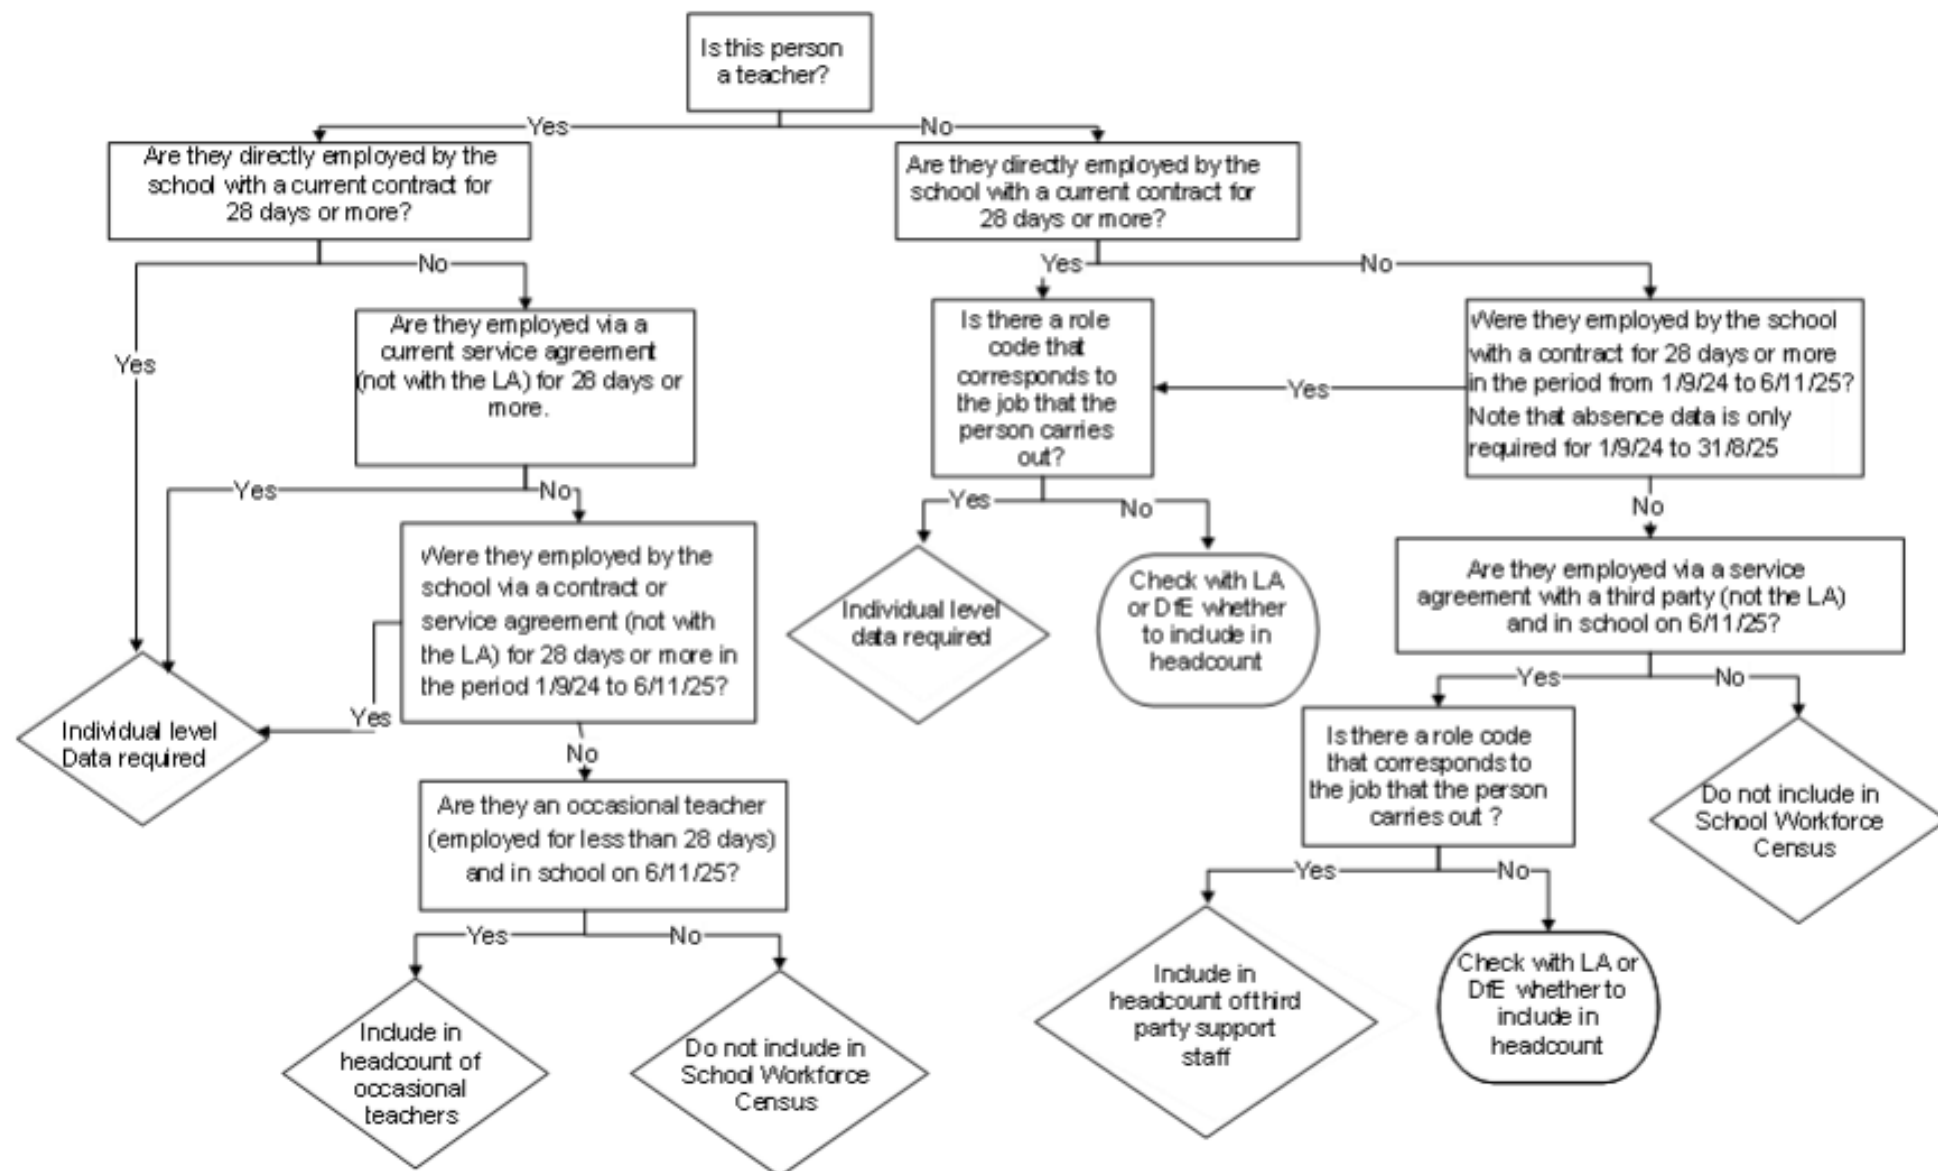 Is this person
a teacher?
Yes
No
Are they directly employed by the
school with a current contract for
28 days or more?
Are they directly employed by the
school with a current contract for
28 days or more?
No
Yes
No
Yes
Are they employed via a
current service agreement
(not with the LA) for 28 days or
more.
Is there a role
code that
corresponds to
the job that the
person carries
out?
Yes
Were they employed by the school
with a contract for 28 days or more
in the period from 1/9/24 to 6/11/25?
Note that absence data is only
required for 1/9/24 to 31/8/25
Yes
No
Yes
No
No
Were they employed by the
school via a contract or
service agreement (not with
the LA) for 28 days or more in
the period 1/9/24 to 6/11/25?
Individual level
data required
Check with LA
or DfE whether
to include in
headcount
Are they employed via a service
agreement with a third party (not the LA)
and in school on 6/11/25?
Yes
Yes
No
Individual level
Data required
No
Is there a role code
that corresponds to
the job that the person
carries out ?
Do not include in
School Workforce
Census
Are they an occasional teacher
(employed for less than 28 days)
and in school on 6/11/25?
Yes
No
Yes
No
Include in
headcount of
occasional
teachers
Do not include in
School Workforce
Census
Include in
headcount of third
party support
staff
Check with LA or
DfE whether to
include in
headcount